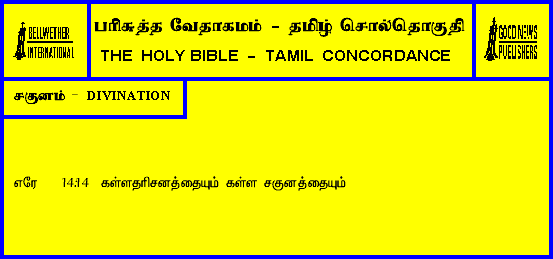 BELLWETHER
INTERNATIONAL
பரிசுத்த வேதாகமம் - தமிழ் சொல்தொகுதி
THE HOLY BIBLE - TAMIL CONCORDANCE
GOOD NEWS
PUBLISHERS
சகுனம் - DIVINATION
எரே 14:14 கள்ளதரிசனத்தையும் கள்ள சகுனத்தையும்